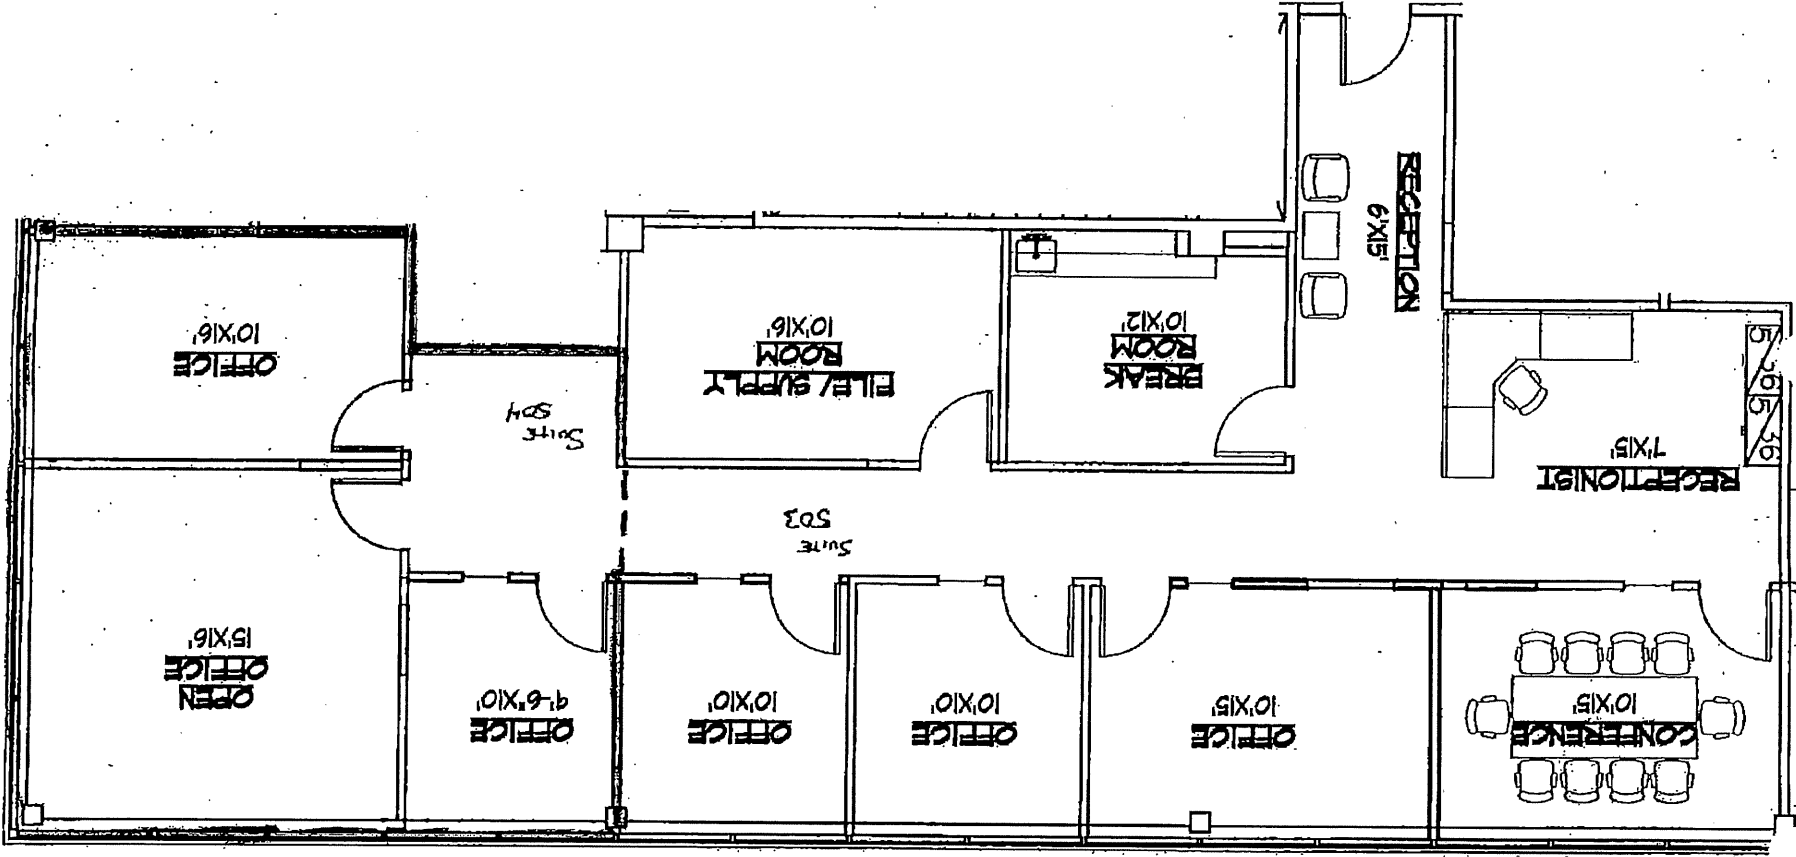 CONFERENCE
10'X15'
OFFICE
10'X15'
OFFICE
10'X10'
OFFICE
10'X10'
OFFICE
9'-6"X10'
OPEN
OFFICE
15'X16'
SUITE
503
RECEPTIONIST
7'X15'
36
5
36
5
SUITE
504
BREAK
ROOM
10'X12'
FILE/SUPPLY
ROOM
10'X16'
OFFICE
10'X16'
RECEPTION
6'X15'